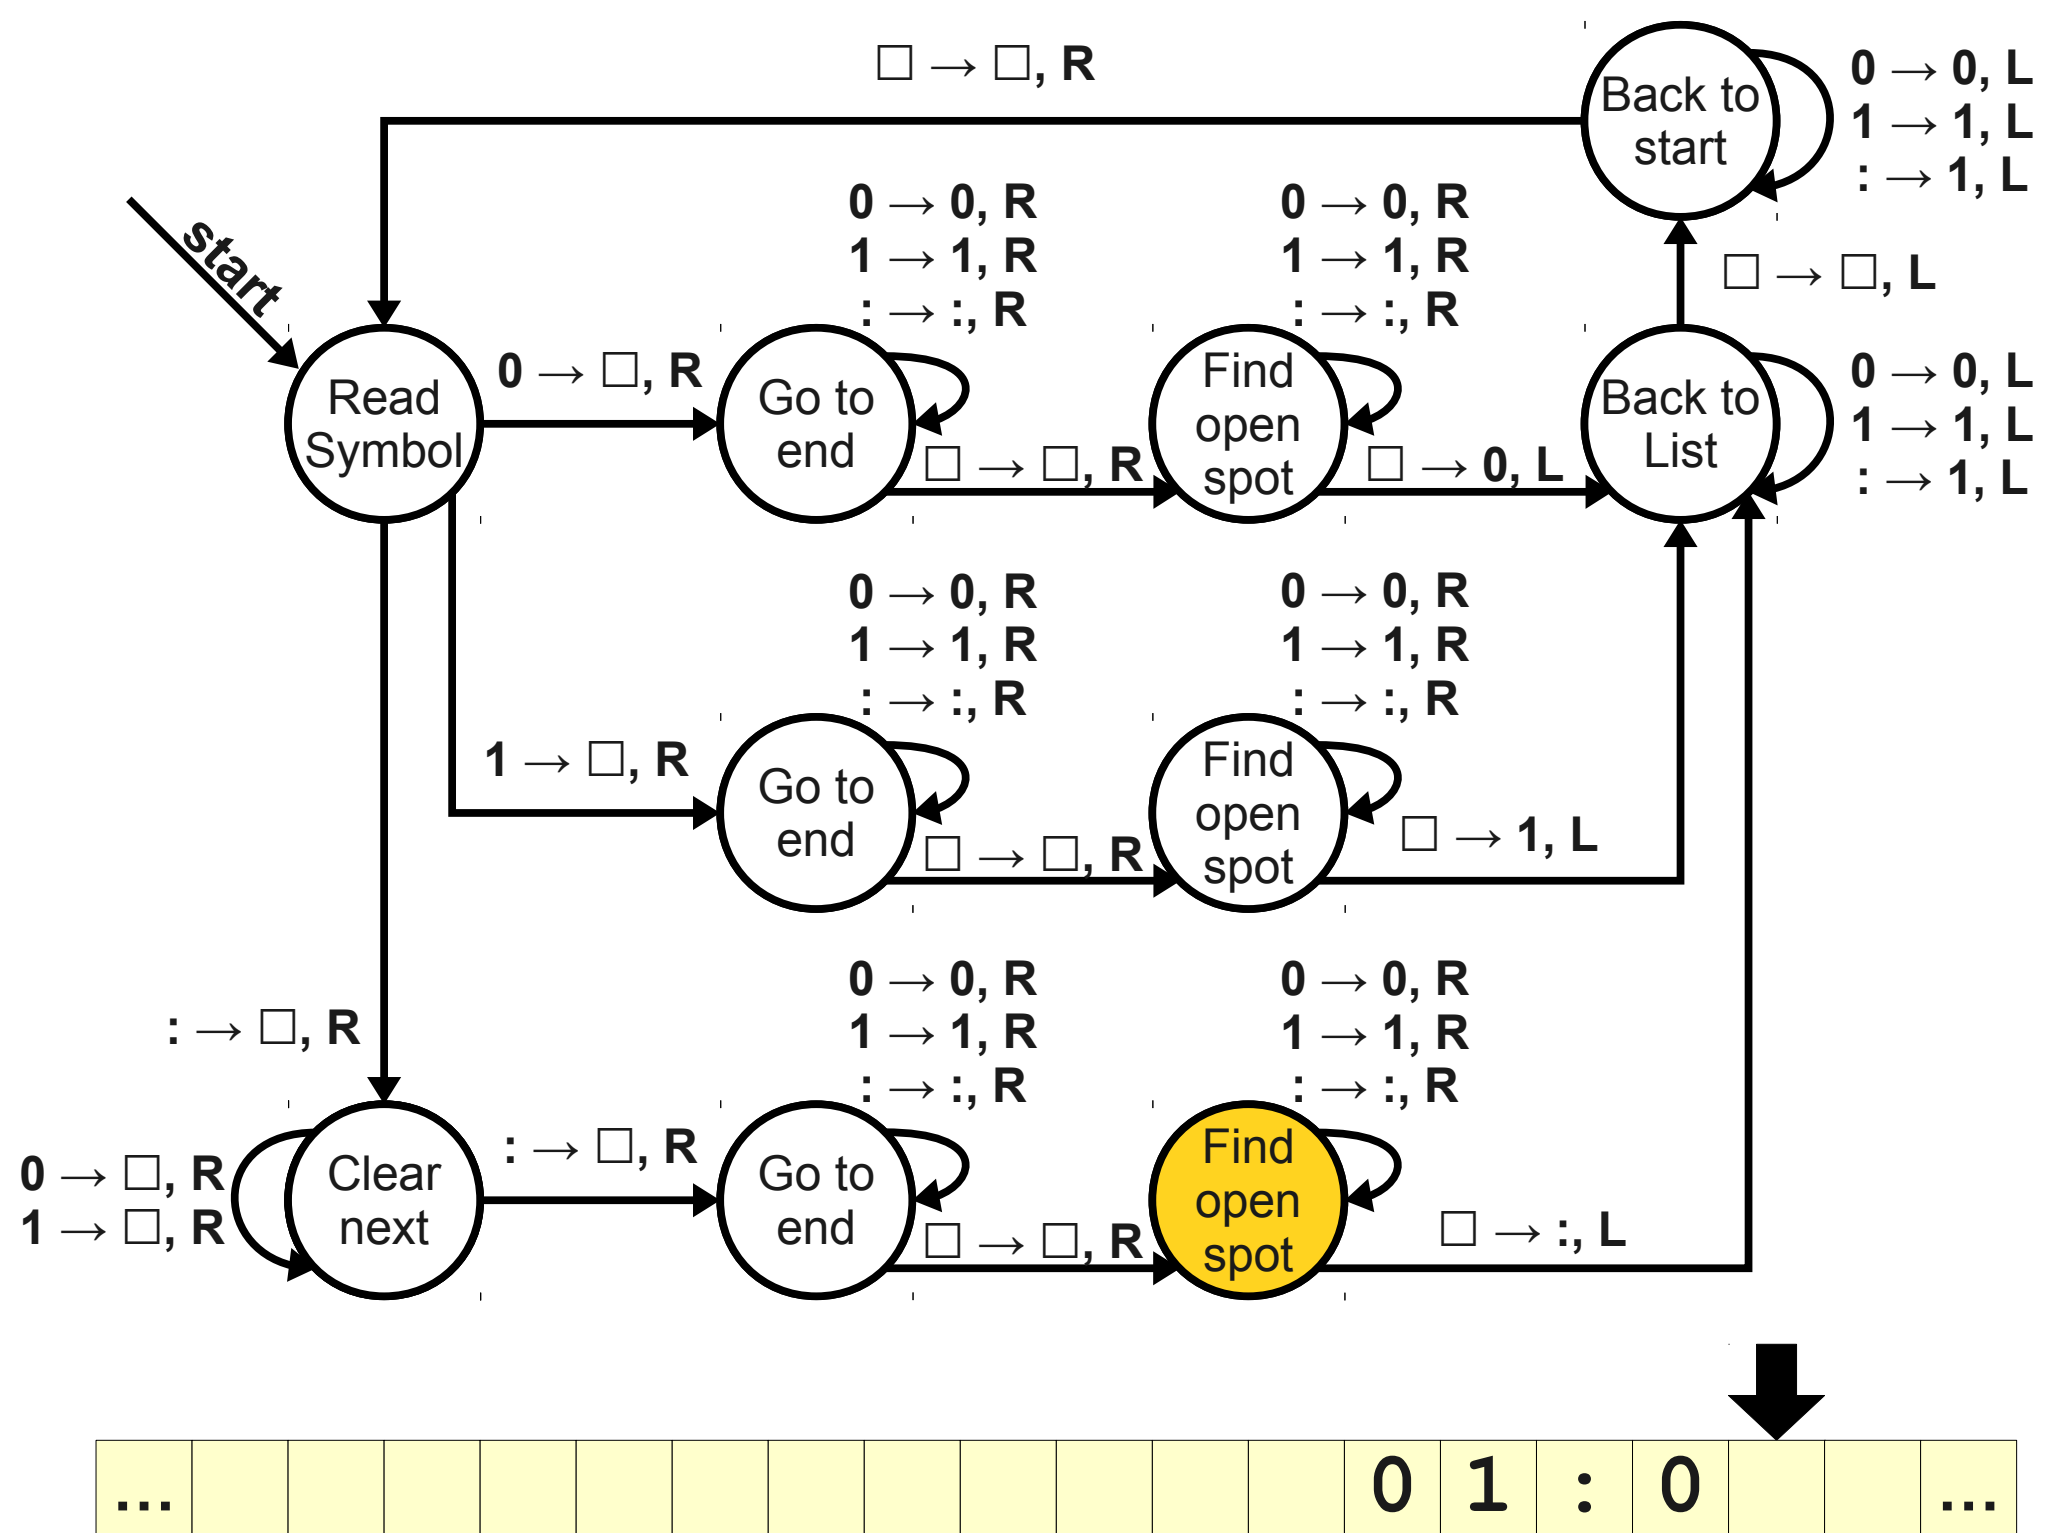 □ → □, R
Back to
start
0 → 0, L
1 → 1, L
: → 1, L
start
0 → 0, R
1 → 1, R
: → :, R
0 → 0, R
1 → 1, R
: → :, R
□ → □, L
Read
Symbol
0 → □, R
Go to
end
□ → □, R
Find
open
spot
□ → 0, L
Back to
List
0 → 0, L
1 → 1, L
: → 1, L
0 → 0, R
1 → 1, R
: → :, R
0 → 0, R
1 → 1, R
: → :, R
1 → □, R
Go to
end
□ → □, R
Find
open
spot
□ → 1, L
: → □, R
0 → 0, R
1 → 1, R
: → :, R
0 → 0, R
1 → 1, R
: → :, R
0 → □, R
1 → □, R
Clear
next
: → □, R
Go to
end
□ → □, R
Find
open
spot
□ → :, L
... 0 1 : 0 ...